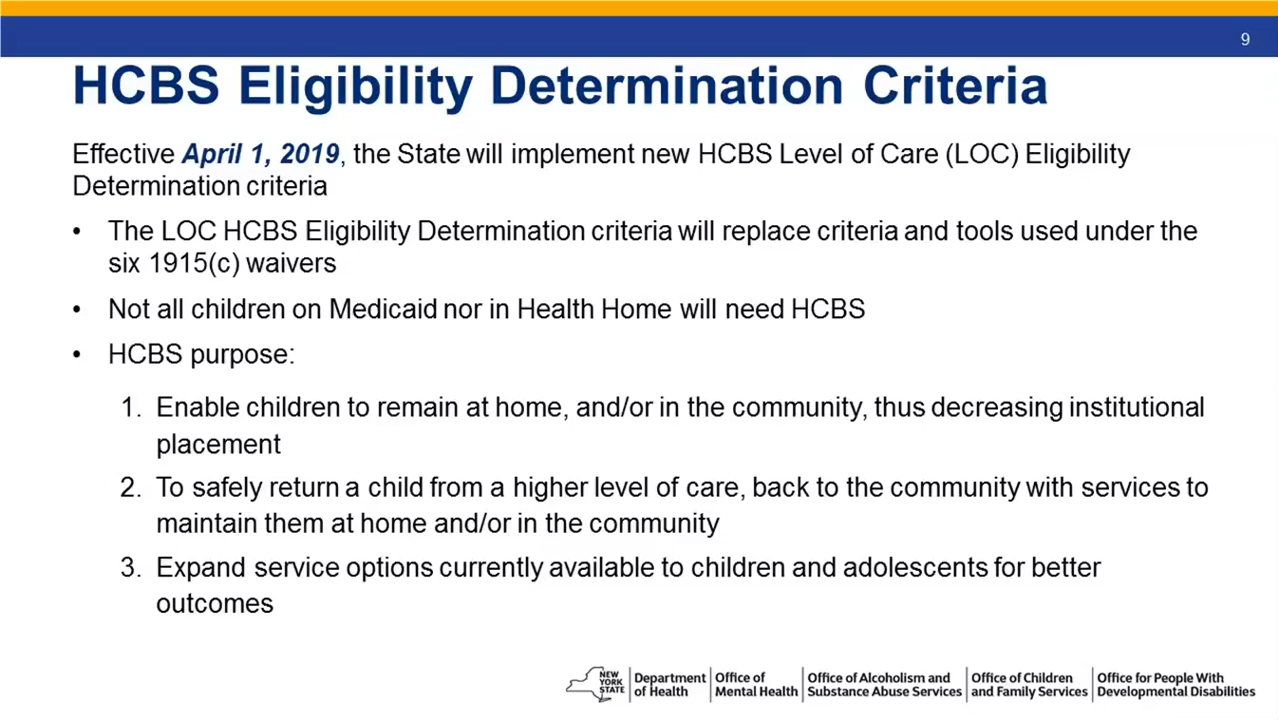 9
HCBS Eligibility Determination Criteria
Effective April 1, 2019, the State will implement new HCBS Level of Care (LOC) Eligibility
Determination criteria
• The LOC HCBS Eligibility Determination criteria will replace criteria and tools used under the
six 1915(c) waivers
• Not all children on Medicaid nor in Health Home will need HCBS
• HCBS purpose:
1. Enable children to remain at home, and/or in the community, thus decreasing institutional
placement
2. To safely return a child from a higher level of care, back to the community with services to
maintain them at home and/or in the community
3. Expand service options currently available to children and adolescents for better
outcomes
NEW
YORK
STATE
Department
of Health
Office of
Mental Health
Office of Alcoholism and
Substance Abuse Services
Office of Children
and Family Services
Office for People With
Developmental Disabilities